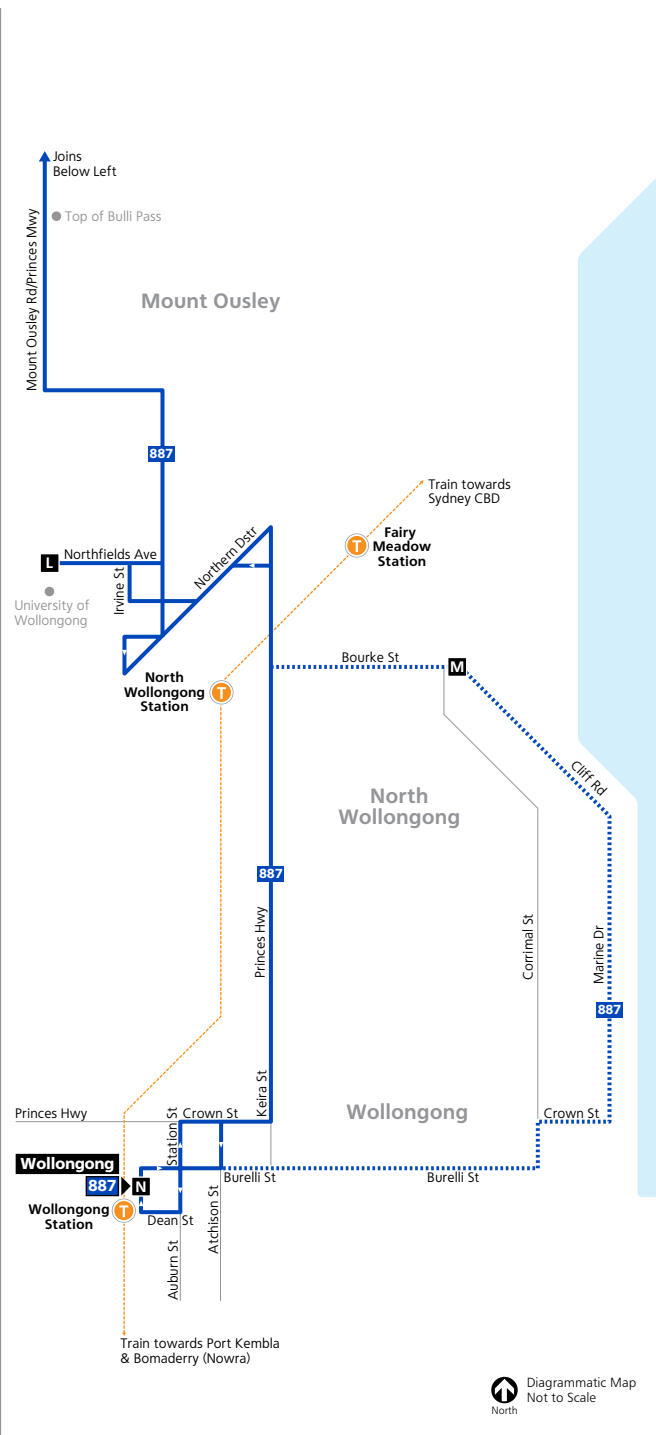 Joins
Below Left
Top of Bulli Pass
Mount Ousley Rd/Princes Mwy
Mount Ousley
887
Train towards
Sydney CBD
Northern Dstr
T
Fairy
Meadow
Station
L
Northfields Ave
Irvine St
University of
Wollongong
Bourke St
M
North
Wollongong
Station
T
Cliff Rd
North
Wollongong
887
Princes Hwy
Corrimal St
Marine Dr
887
Keira St
Princes Hwy
Station St
Crown St
Wollongong
Crown St
Wollongong
887
N
Burelli St
Burelli St
Wollongong
Station
T
Dean St
Atchison St
Auburn St
Train towards Port Kembla
& Bomaderry (Nowra)
North
Diagrammatic Map
Not to Scale